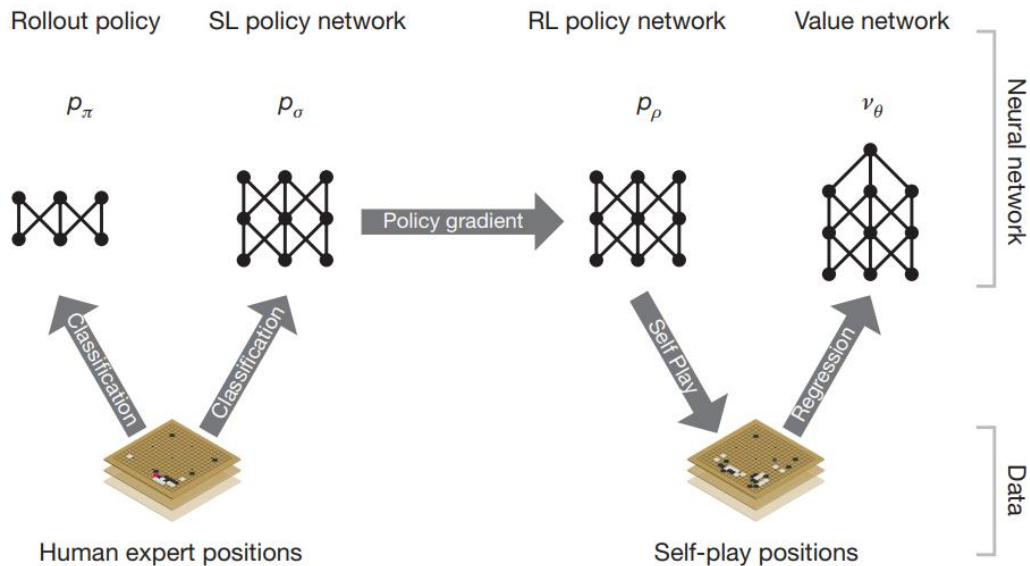 Rollout policy
SL policy network
RL policy network
Value network
pπ
pσ
pρ
νθ
Neural network
Policy gradient
Classification
Classification
Self Play
Regression
Data
Human expert positions
Self-play positions